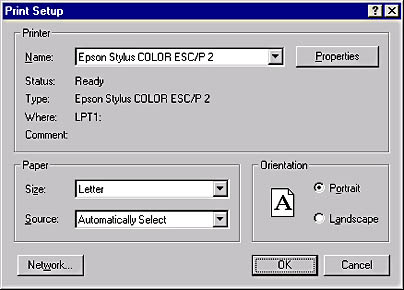 Print Setup
Printer
Name: Epson Stylus COLOR ESC/P 2 Properties
Status: Ready
Type: Epson Stylus COLOR ESC/P 2
Where: LPT1:
Comment:
Paper
Size: Letter
Source: Automatically Select
Orientation
A
Portrait
Landscape
Network... OK Cancel